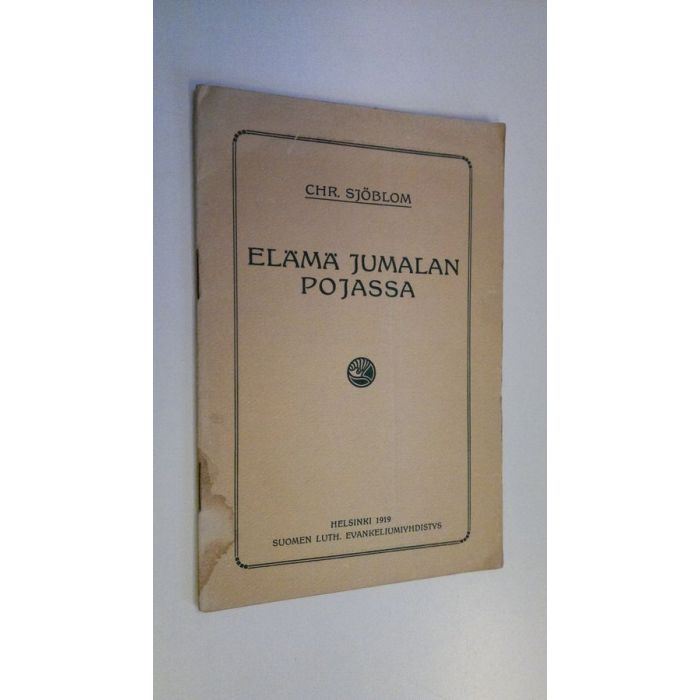 CHR. SJÖBLOM
ELÄMÄ JUMALAN
POJASSA
HELSINKI 1919
SUOMEN LUTH. EVANKELIUMIYHDISTYS